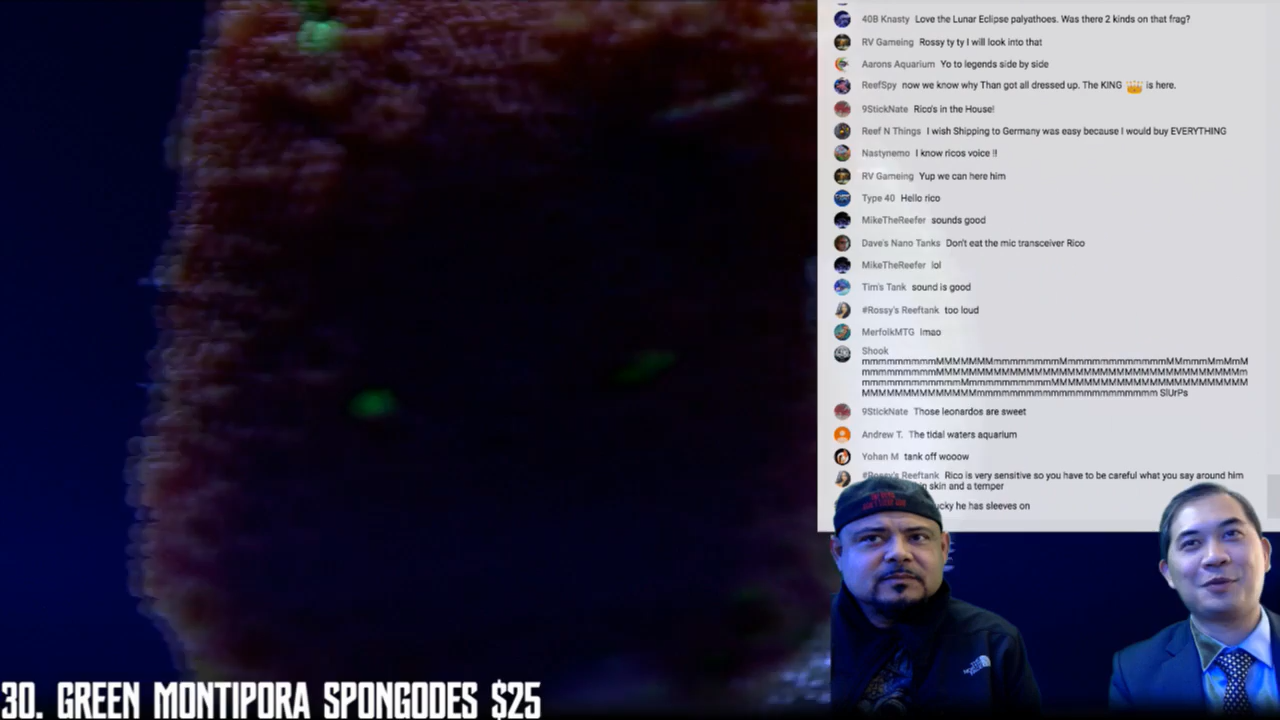 40B Knasty Love the Lunar Eclipse palyathoes. Was there 2 kinds on that frag?
RV Gameing Rossy ty ty I will look into that
Aarons Aquarium Yo to legends side by side
ReefSpy now we know why Than got all dressed up. The KING 👑 is here.
9StickNate Rico's in the House!
Reef N Things I wish Shipping to Germany was easy because I would buy EVERYTHING
Nastynemo I know ricos voice !!
RV Gameing Yup we can here him
Type 40 Hello rico
MikeTheReefer sounds good
Dave's Nano Tanks Don't eat the mic transceiver Rico
MikeTheReefer lol
Tim's Tank sound is good
#Rossy's Reeftank too loud
MerfolkMTG lmao
Shook
SlUrPs
9StickNate Those leonardos are sweet
Andrew T. The tidal waters aquarium
Yohan M tank off wooow
#Rossy's Reeftank Rico is very sensitive so you have to be careful what you say around him
skin and a temper
he has sleeves on
THE NORTH FACE
30. GREEN MONTIPORA SPONGODES $25